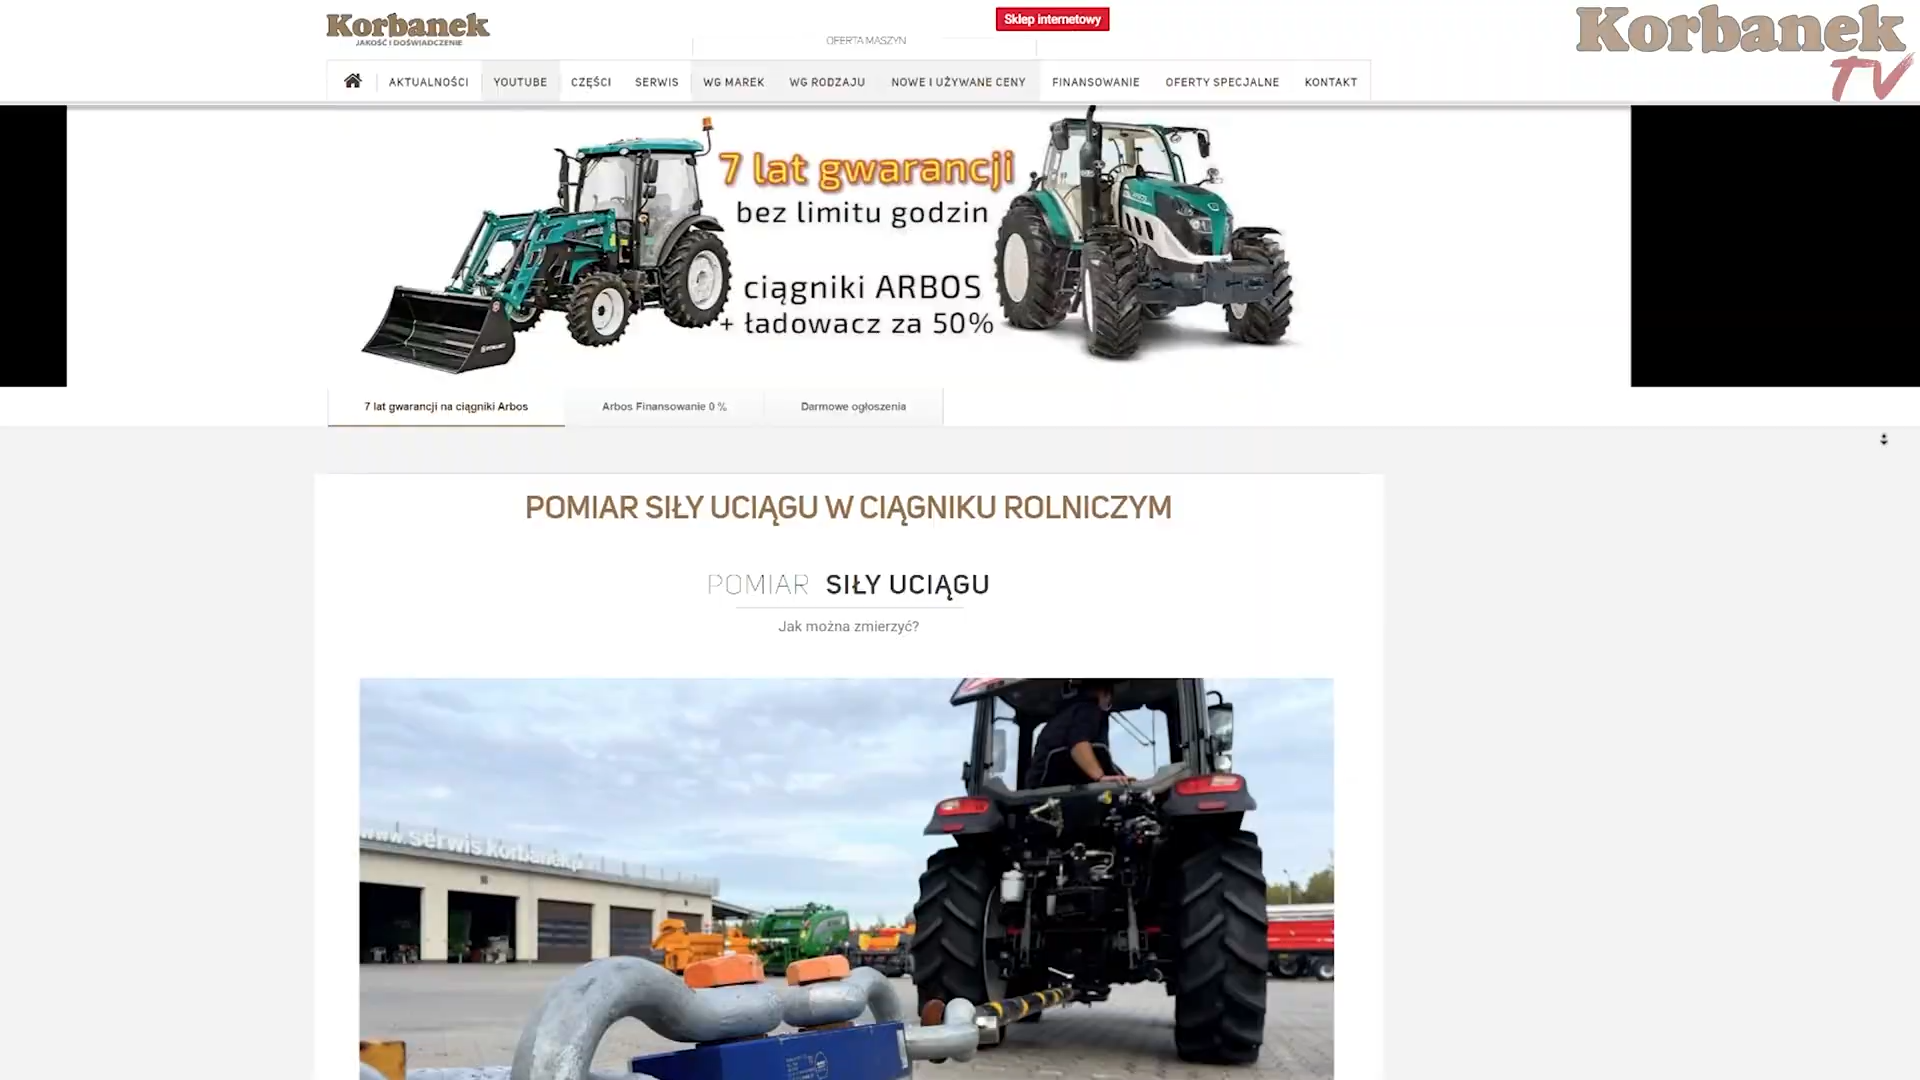 Korbanek
JAKOŚĆ I DOŚWIADCZENIE
Sklep internetowy
OFERTA MASZYN
Korbanek
TV
AKTUALNOŚCI YOUTUBE CZĘŚCI SERWIS WG MAREK WG RODZAJU NOWE I UŻYWANE CENY FINANSOWANIE OFERTY SPECJALNE KONTAKT
7 lat gwarancji
bez limitu godzin
ciągniki ARBOS
+ ładowacz za 50%
7 lat gwarancji na ciągniki Arbos Arbos Finansowanie 0 % Darmowe ogłoszenia
POMIAR SIŁY UCIĄGU W CIĄGNIKU ROLNICZYM
POMIAR SIŁY UCIĄGU
Jak można zmierzyć?
www.serwis.korbanek.pl